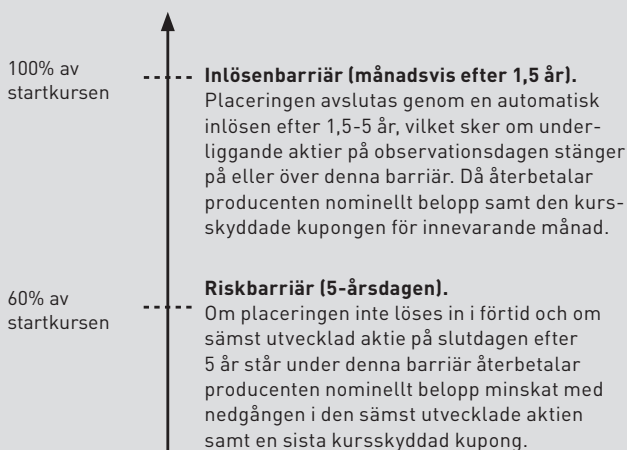 100% av
startkursen
Inlösenbarriär (månadsvis efter 1,5 år).
Placeringen avslutas genom en automatisk
inlösen efter 1,5-5 år, vilket sker om under-
liggande aktier på observationsdagen stänger
på eller över denna barriär. Då återbetalar
producenten nominellt belopp samt den kurs-
skyddade kupongen för innevarande månad.
60% av
startkursen
Riskbarriär (5-årsdagen).
Om placeringen inte löses in i förtid och om
sämst utvecklad aktie på slutdagen efter
5 år står under denna barriär återbetalar
producenten nominellt belopp minskat med
nedgången i den sämst utvecklade aktien
samt en sista kursskyddad kupong.